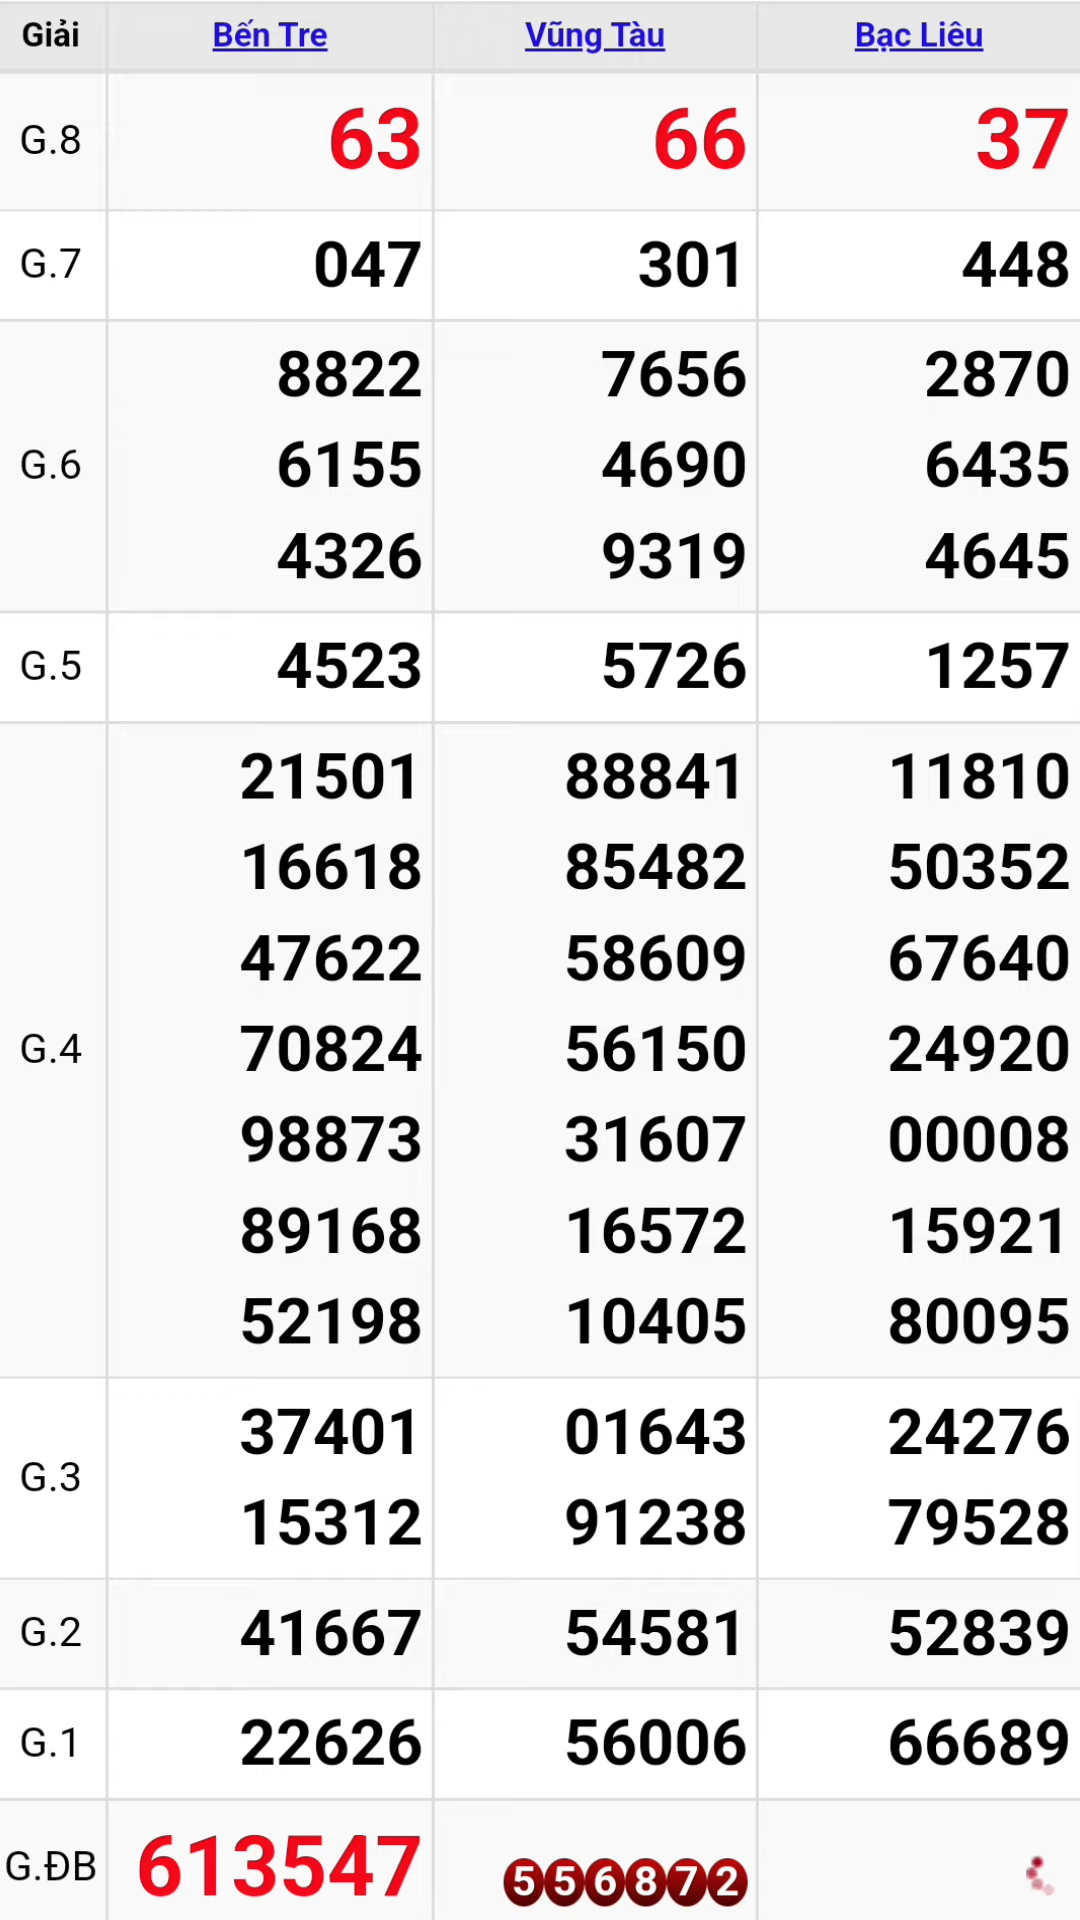 Giải Bến Tre Vũng Tàu Bạc Liêu
G.8 63 66 37
G.7 047 301 448
8822 7656 2870
G.6 6155 4690 6435
4326 9319 4645
G.5 4523 5726 1257
21501 88841 11810
16618 85482 50352
47622 58609 67640
G.4 70824 56150 24920
98873 31607 00008
89168 16572 15921
52198 10405 80095
37401 01643 24276
G.3
15312 91238 79528
G.2 41667 54581 52839
G.1 22626 56006 66689
G.ĐB 613547 556872